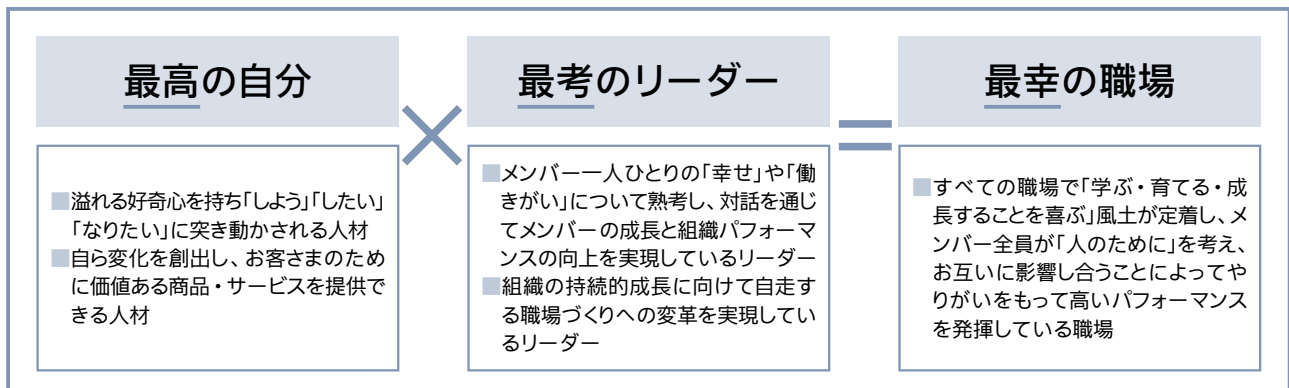 最高の自分
×
最考のリーダー
=
最幸の職場
■溢れる好奇心を持ち「しよう」「したい」
「なりたい」に突き動かされる人材
■自ら変化を創出し、お客さまのため
に価値ある商品・サービスを提供で
きる人材
■メンバー一人ひとりの「幸せ」や「働
きがい」について熟考し、対話を通じ
てメンバーの成長と組織パフォーマ
ンスの向上を実現しているリーダー
■組織の持続的成長に向けて自走す
る職場づくりへの変革を実現してい
るリーダー
■すべての職場で「学ぶ・育てる・成
長することを喜ぶ」風土が定着し、メ
ンバー全員が「人のために」を考え、
お互いに影響し合うことによってや
りがいをもって高いパフォーマンス
を発揮している職場